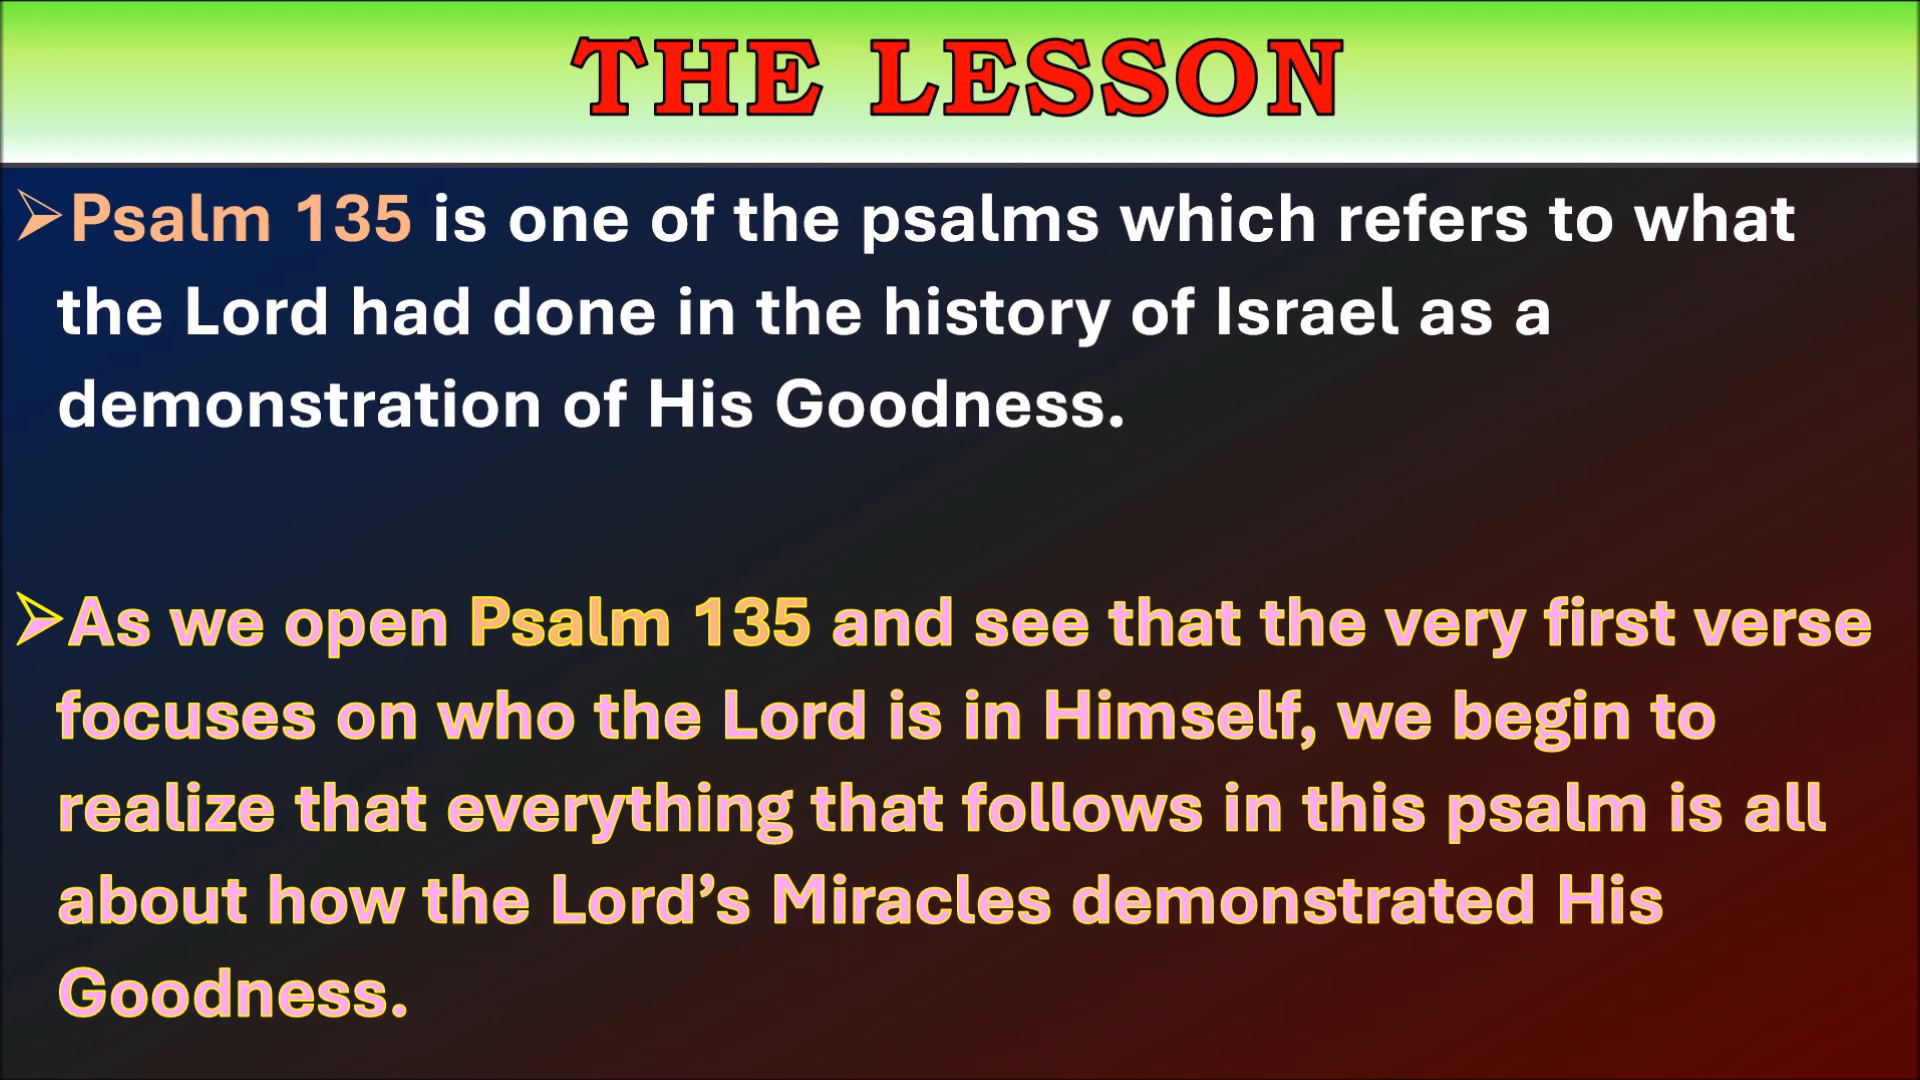 THE LESSON
➢Psalm 135 is one of the psalms which refers to what
the Lord had done in the history of Israel as a
demonstration of His Goodness.
➢As we open Psalm 135 and see that the very first verse
focuses on who the Lord is in Himself, we begin to
realize that everything that follows in this psalm is all
about how the Lord’s Miracles demonstrated His
Goodness.